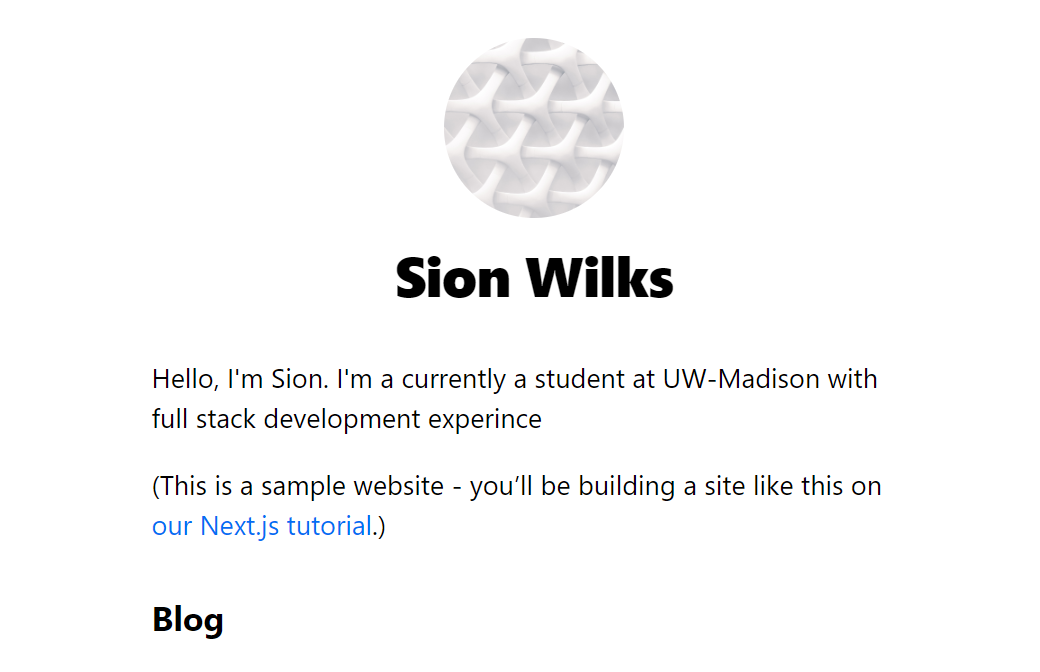 Sion Wilks
Hello, I'm Sion. I'm a currently a student at UW-Madison with
full stack development experince
(This is a sample website - you’ll be building a site like this on
our Next.js tutorial.)
Blog